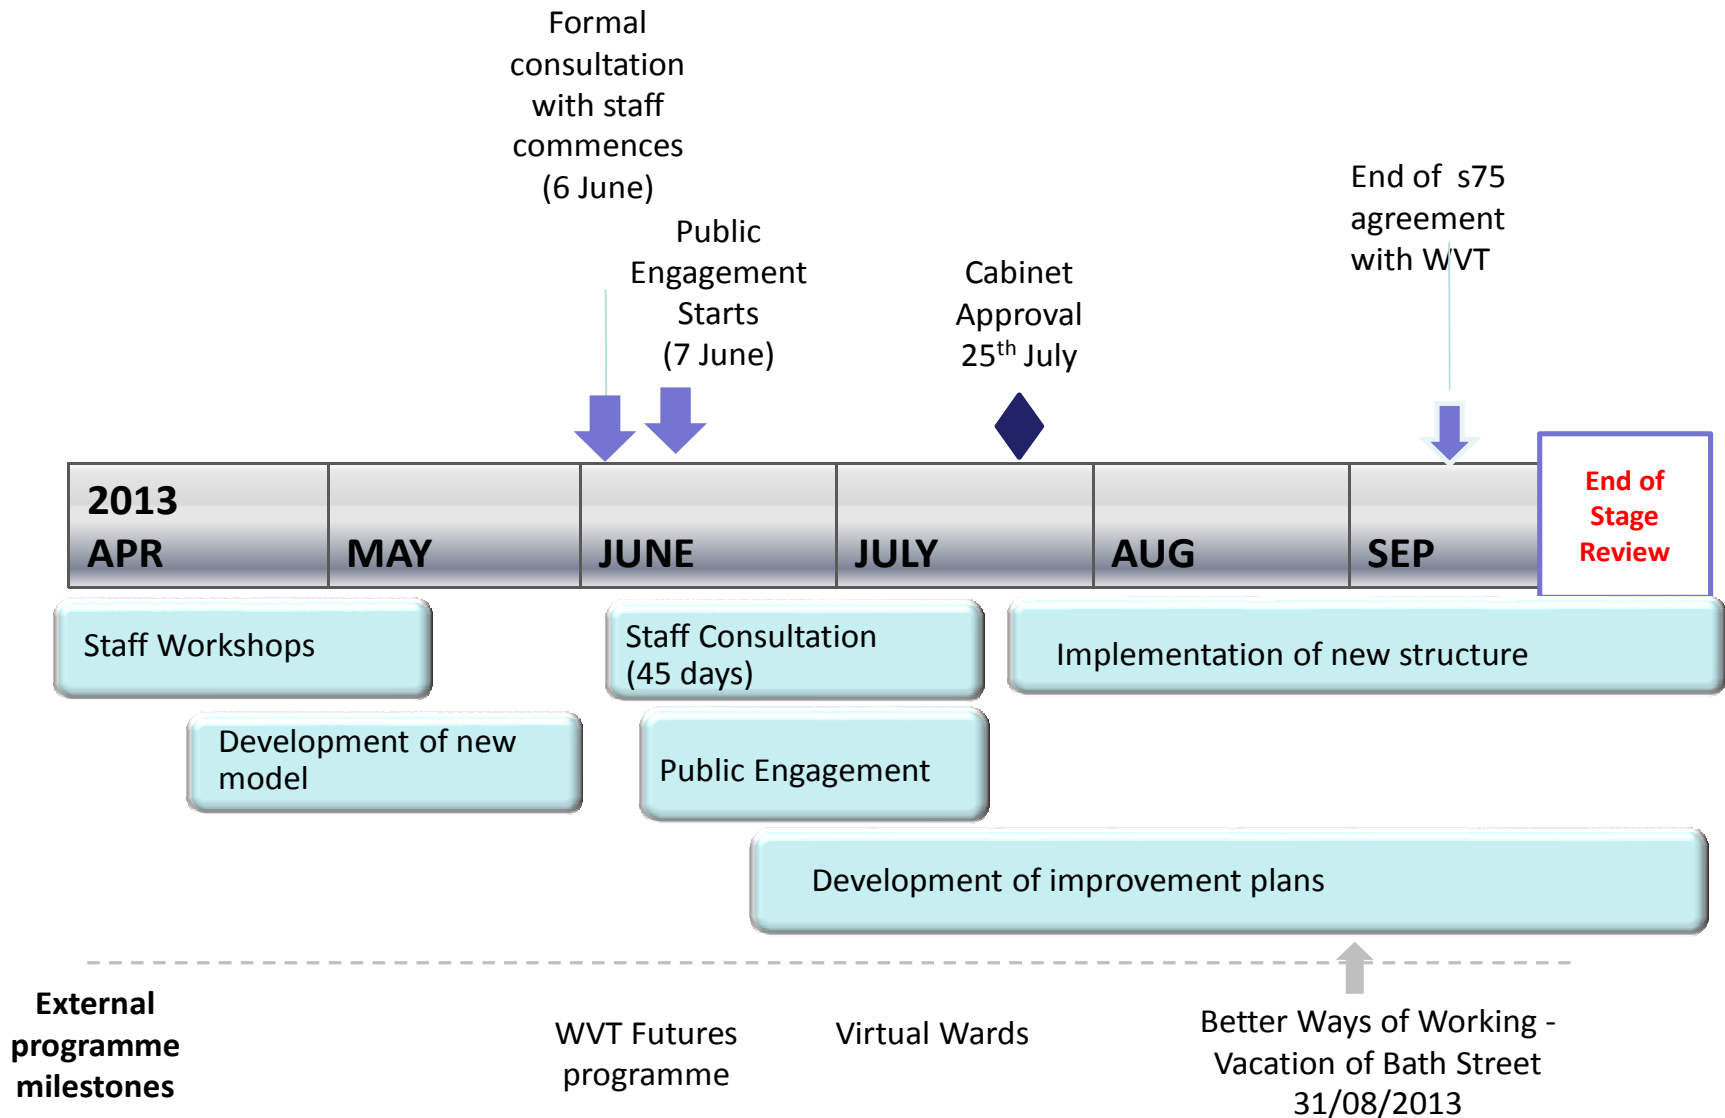 Formal
consultation
with staff
commences
(6 June)
Public
Engagement
Starts
(7 June)
Cabinet
Approval
25th July
End of s75
agreement
with WVT
2013
APR
MAY
JUNE
JULY
AUG
SEP
End of
Stage
Review
Staff Workshops
Staff Consultation
(45 days)
Implementation of new structure
Development of new
model
Public Engagement
Development of improvement plans
External
programme
milestones
WVT Futures
programme
Virtual Wards
Better Ways of Working -
Vacation of Bath Street
31/08/2013